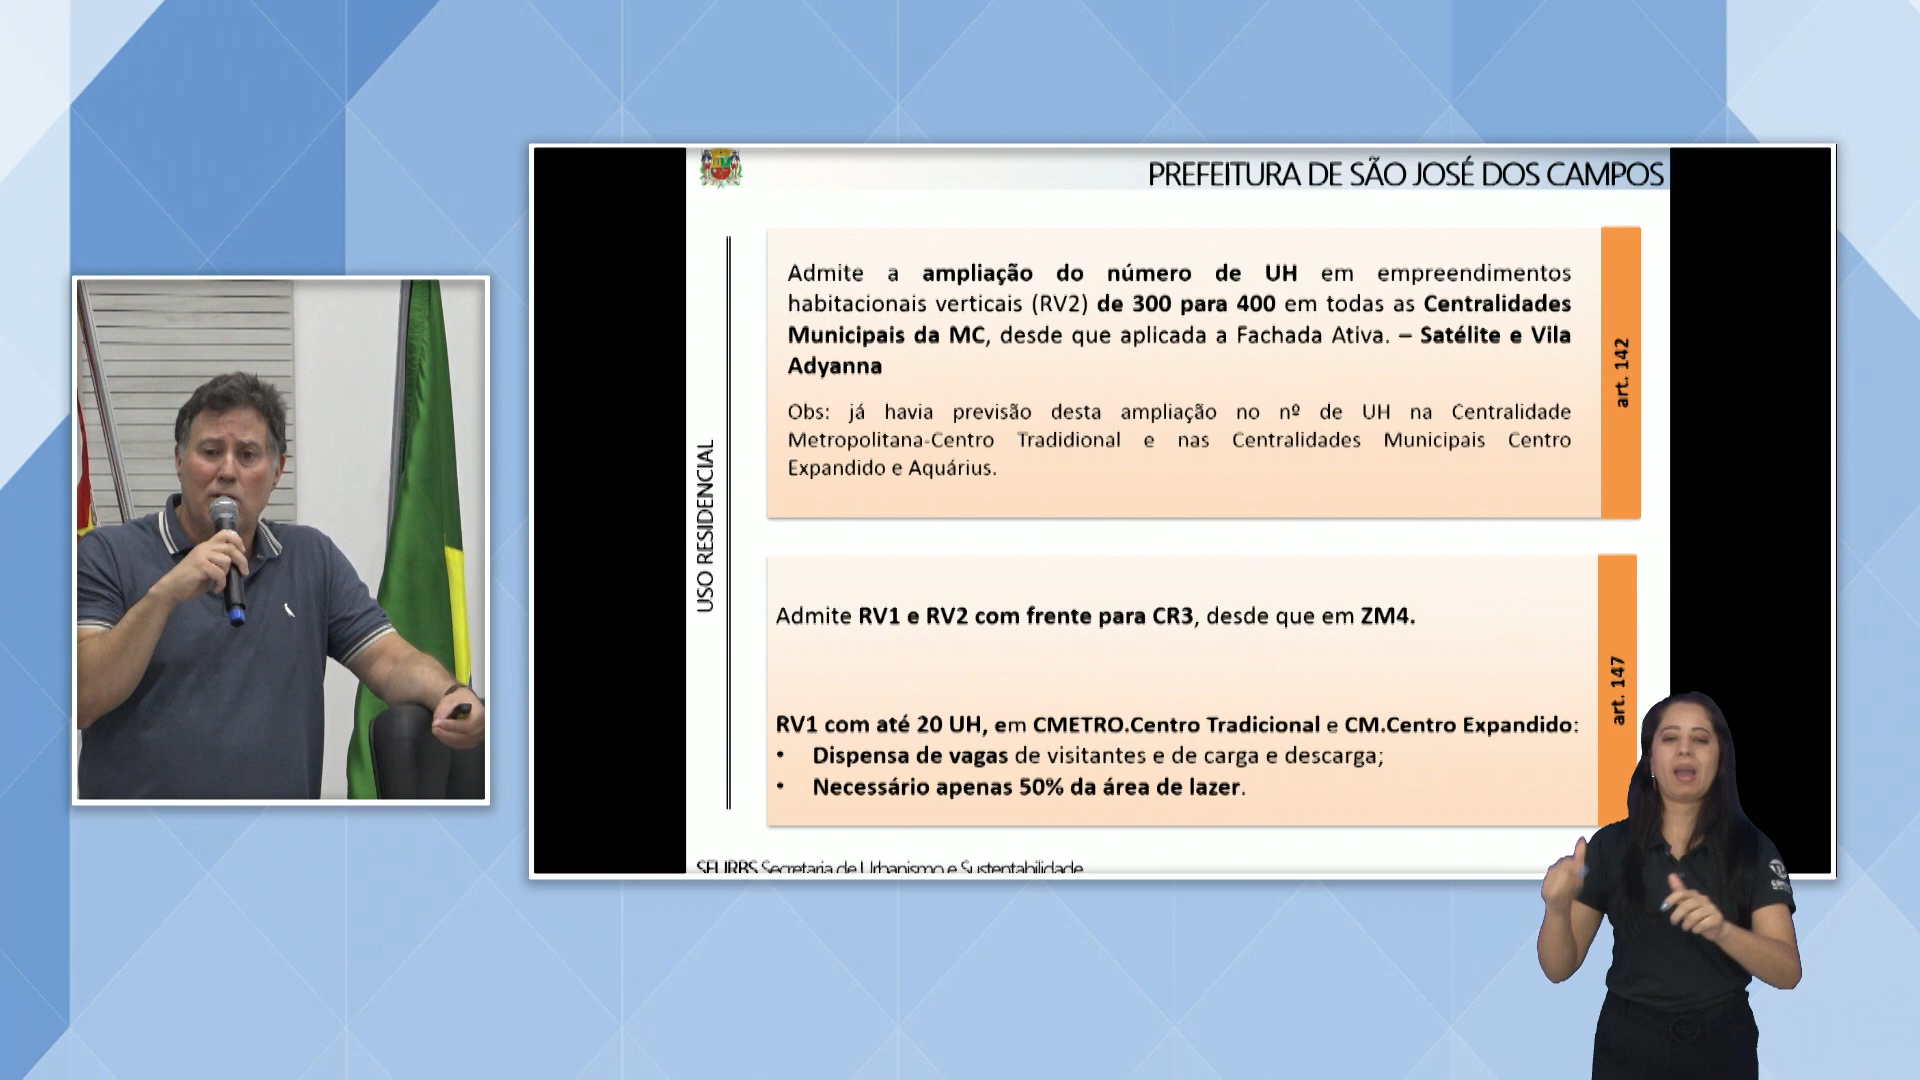 PREFEITURA DE SÃO JOSÉ DOS CAMPOS
USO RESIDENCIAL
Admite a ampliação do número de UH em empreendimentos
habitacionais verticais (RV2) de 300 para 400 em todas as Centralidades
Municipais da MC, desde que aplicada a Fachada Ativa. – Satélite e Vila
Adyanna
Obs: já havia previsão desta ampliação no nº de UH na Centralidade
Metropolitana-Centro Tradidional e nas Centralidades Municipais Centro
Expandido e Aquárius.
art. 142
Admite RV1 e RV2 com frente para CR3, desde que em ZM4.
RV1 com até 20 UH, em CMETRO.Centro Tradicional e CM.Centro Expandido:
• Dispensa de vagas de visitantes e de carga e descarga;
• Necessário apenas 50% da área de lazer.
art. 147
SEURBS Secretaria de Urbanismo e Sustentabilidade